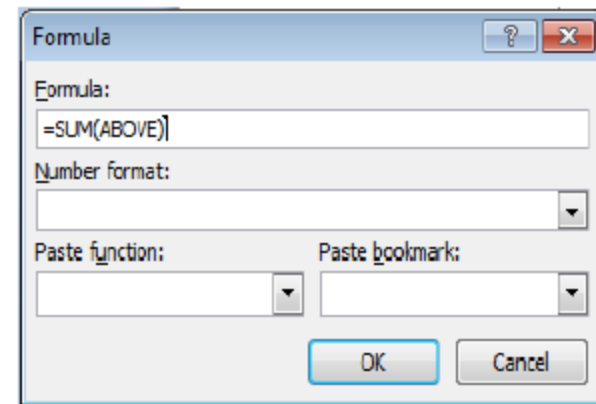 Formula
Formula:
=SUM(ABOVE)
Number format:
Paste function: Paste bookmark:
OK Cancel